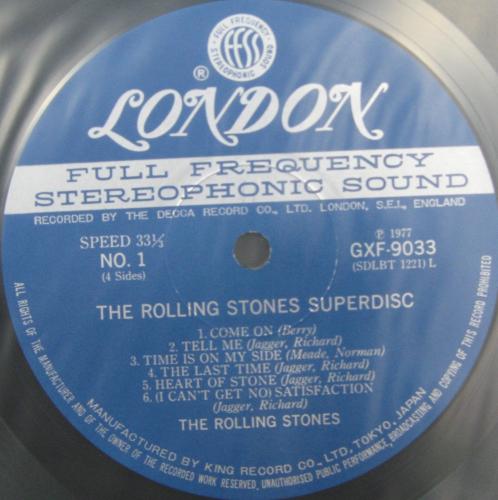 FULL FREQUENCY
ffss
STEREOPHONIC SOUND
®
LONDON
FULL FREQUENCY
STEREOPHONIC SOUND
RECORDED BY THE DECCA RECORD CO., LTD. LONDON, S.E.I., ENGLAND
SPEED 33⅓
NO. 1
(4 Sides)
℗ 1977
GXF-9033
(SDLBT 1221) L
THE ROLLING STONES SUPERDISC
1. COME ON (Berry)
2. TELL ME (Jagger, Richard)
3. TIME IS ON MY SIDE (Meade, Norman)
4. THE LAST TIME (Jagger, Richard)
5. HEART OF STONE (Jagger, Richard)
6. (I CAN'T GET NO) SATISFACTION
(Jagger, Richard)
THE ROLLING STONES
MANUFACTURED BY KING RECORD CO., LTD, TOKYO, JAPAN
ALL RIGHTS OF THE MANUFACTURER AND OF THE OWNER OF THE RECORDED WORK RESERVED, UNAUTHORISED PUBLIC PERFORMANCE, BROADCASTING AND COPYING OF THIS RECORD PROHIBITED